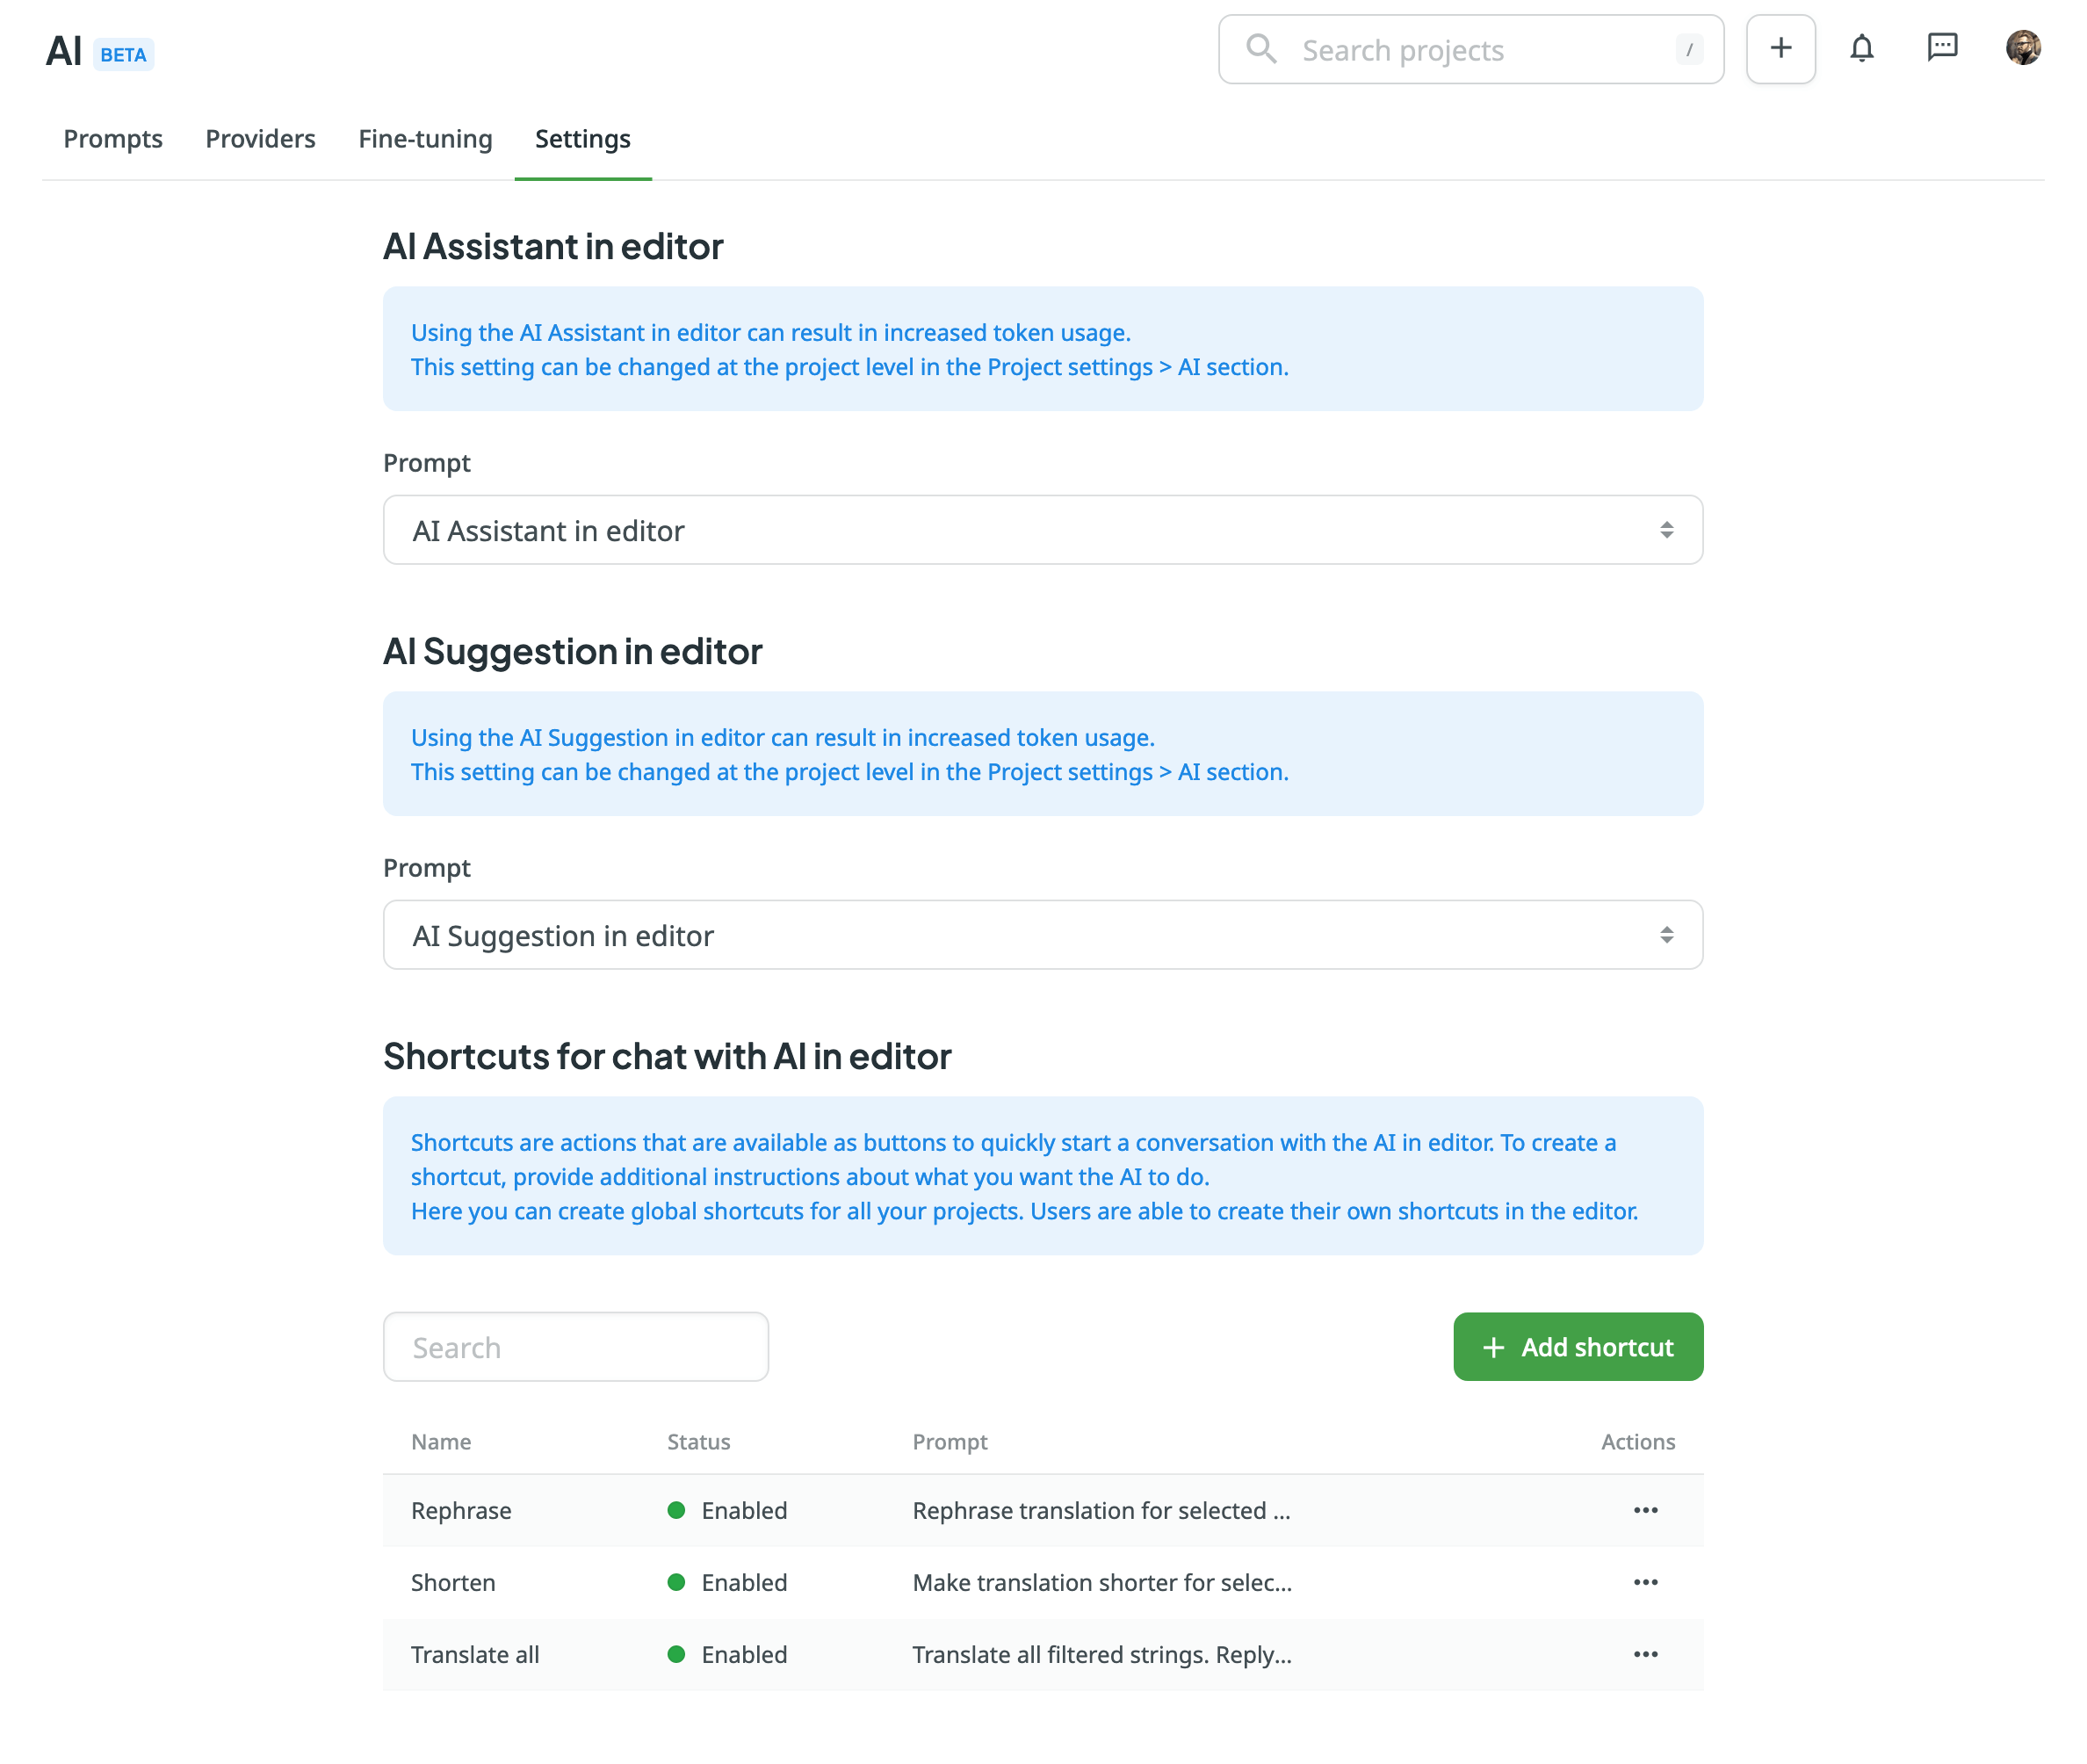 AI BETA
Search projects /
Prompts Providers Fine-tuning Settings
AI Assistant in editor
Using the AI Assistant in editor can result in increased token usage.
This setting can be changed at the project level in the Project settings > AI section.
Prompt
AI Assistant in editor
AI Suggestion in editor
Using the AI Suggestion in editor can result in increased token usage.
This setting can be changed at the project level in the Project settings > AI section.
Prompt
AI Suggestion in editor
Shortcuts for chat with AI in editor
Shortcuts are actions that are available as buttons to quickly start a conversation with the AI in editor. To create a
shortcut, provide additional instructions about what you want the AI to do.
Here you can create global shortcuts for all your projects. Users are able to create their own shortcuts in the editor.
Search
Add shortcut
Name Status Prompt Actions
Rephrase Enabled Rephrase translation for selected ...
Shorten Enabled Make translation shorter for selec...
Translate all Enabled Translate all filtered strings. Reply...